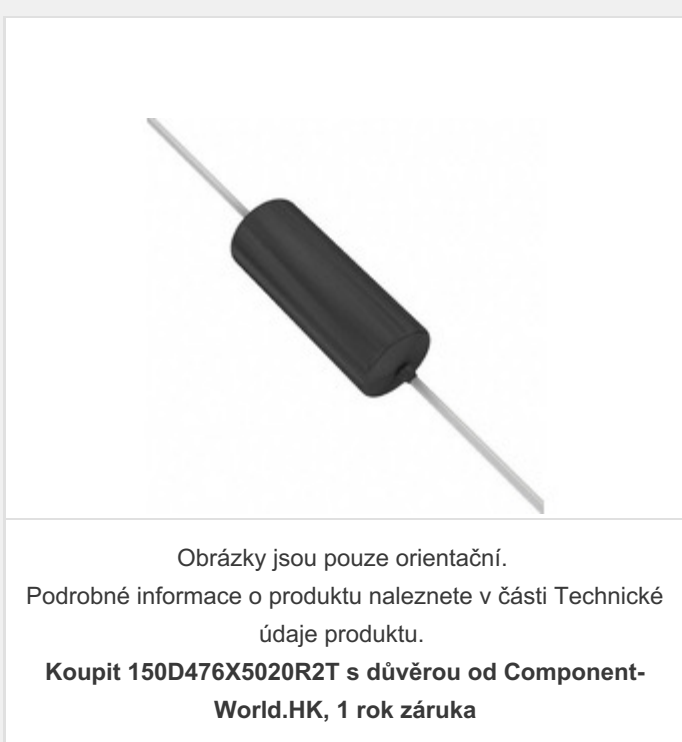 Obrázky jsou pouze orientační.
Podrobné informace o produktu naleznete v části Technické
údaje produktu.
Koupit 150D476X5020R2T s důvěrou od Component-
World.HK, 1 rok záruka